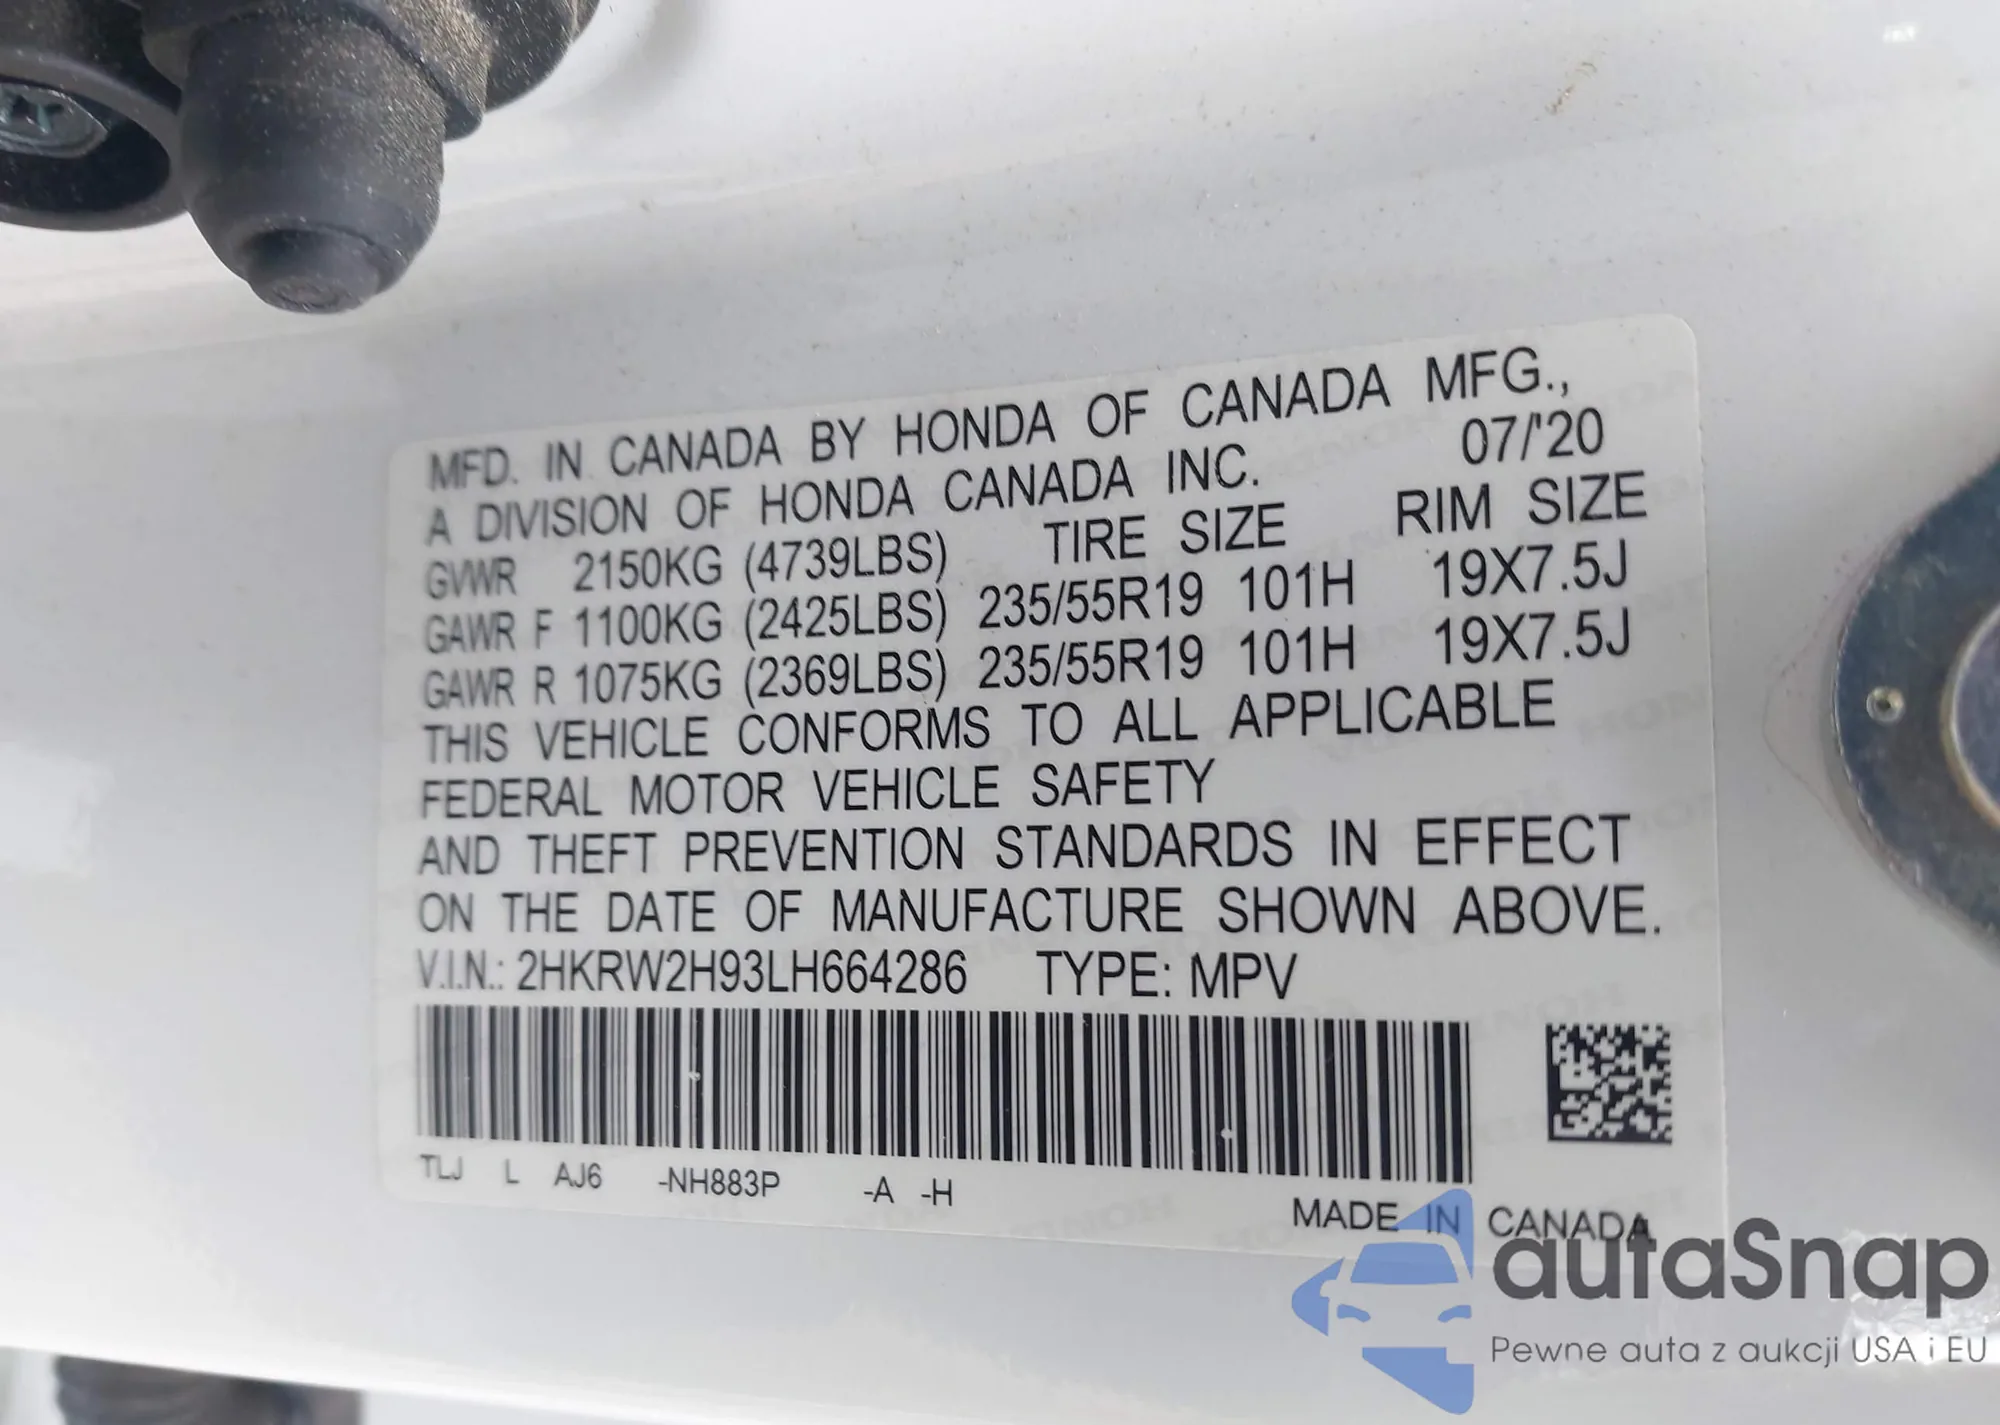 MFD. IN CANADA BY HONDA OF CANADA MFG.,
A DIVISION OF HONDA CANADA INC. 07/'20
GVWR 2150KG (4739LBS) TIRE SIZE RIM SIZE
GAWR F 1100KG (2425LBS) 235/55R19 101H 19X7.5J
GAWR R 1075KG (2369LBS) 235/55R19 101H 19X7.5J
THIS VEHICLE CONFORMS TO ALL APPLICABLE
FEDERAL MOTOR VEHICLE SAFETY
AND THEFT PREVENTION STANDARDS IN EFFECT
ON THE DATE OF MANUFACTURE SHOWN ABOVE.
V.I.N.: 2HKRW2H93LH664286 TYPE: MPV
TLJ L AJ6 -NH883P -A -H
MADE IN CANADA
autaSnap
Pewne auta z aukcji USA i EU